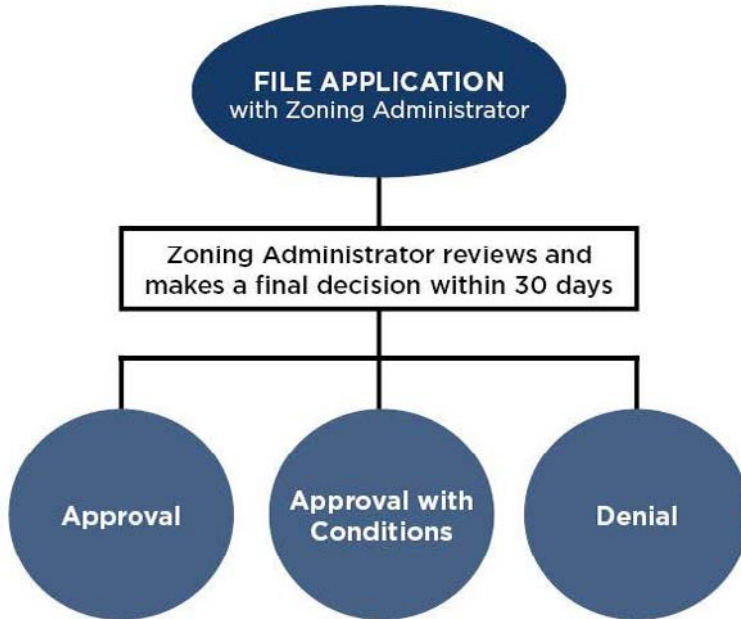 FILE APPLICATION
with Zoning Administrator
Zoning Administrator reviews and
makes a final decision within 30 days
Approval
Approval with
Conditions
Denial